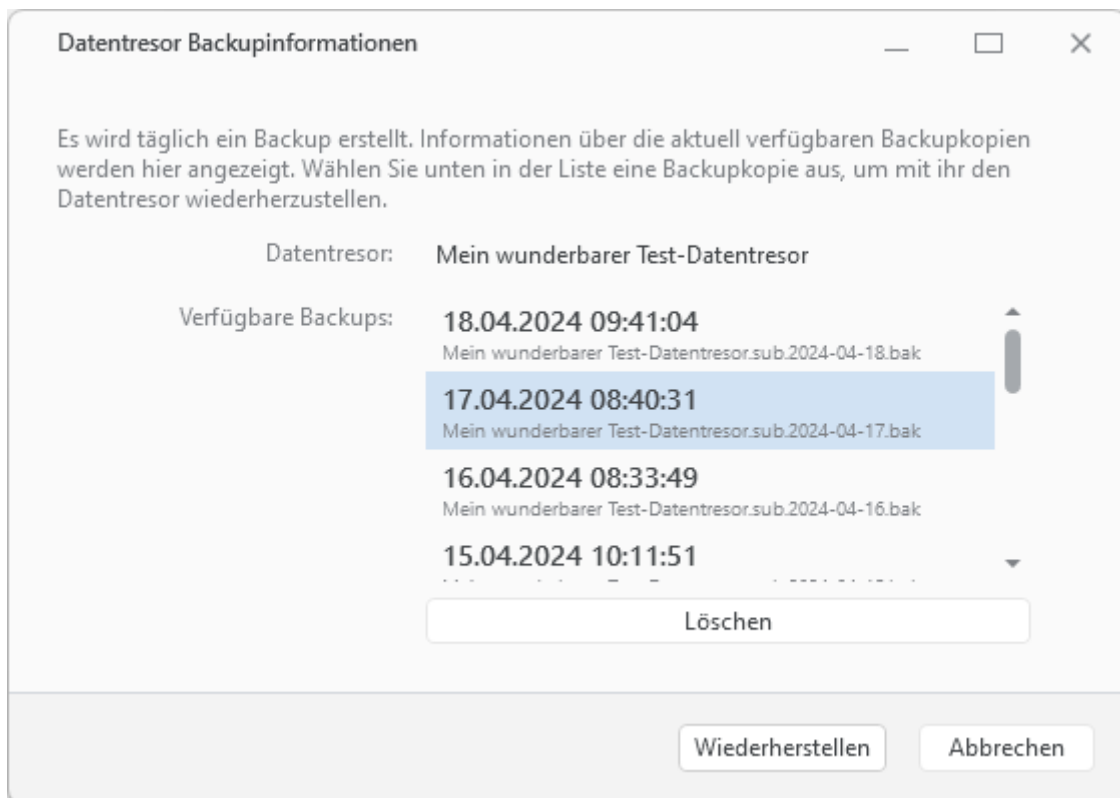 Datentresor Backupinformationen
Es wird täglich ein Backup erstellt. Informationen über die aktuell verfügbaren Backupkopien
werden hier angezeigt. Wählen Sie unten in der Liste eine Backupkopie aus, um mit ihr den
Datentresor wiederherzustellen.
Datentresor: Mein wunderbarer Test-Datentresor
Verfügbare Backups: 18.04.2024 09:41:04
Mein wunderbarer Test-Datentresor.sub.2024-04-18.bak
17.04.2024 08:40:31
Mein wunderbarer Test-Datentresor.sub.2024-04-17.bak
16.04.2024 08:33:49
Mein wunderbarer Test-Datentresor.sub.2024-04-16.bak
15.04.2024 10:11:51
Löschen
Wiederherstellen Abbrechen